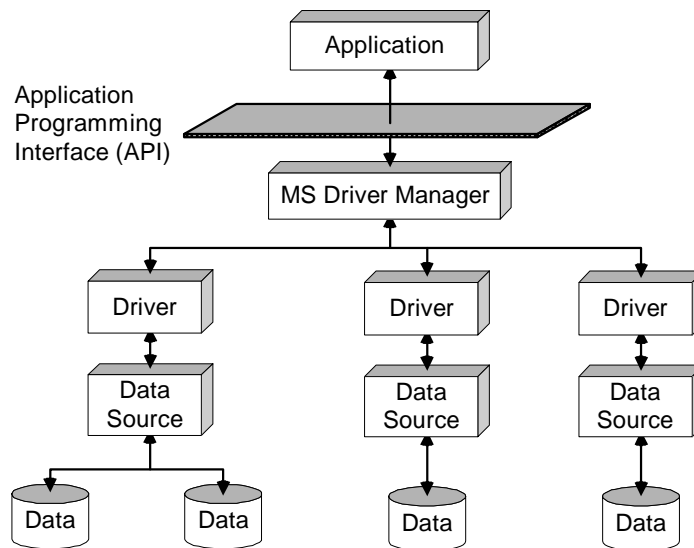 Application
Application
Programming
Interface (API)
MS Driver Manager
Driver
Driver
Driver
Data
Source
Data
Source
Data
Source
Data
Data
Data
Data